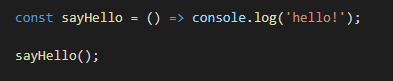 const sayHello = () => console.log('hello!');
sayHello();